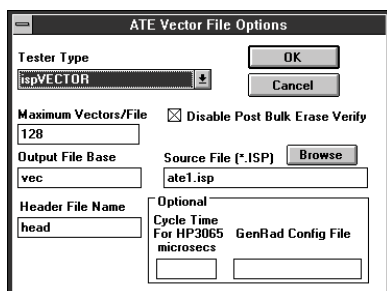 ATE Vector File Options
Tester Type
ispVECTOR
OK
Cancel
Maximum Vectors/File
128
Disable Post Bulk Erase Verify
Output File Base
vec
Source File (*.ISP)
Browse
ate1.isp
Header File Name
head
Optional
Cycle Time
For HP3065
microsecs
GenRad Config File